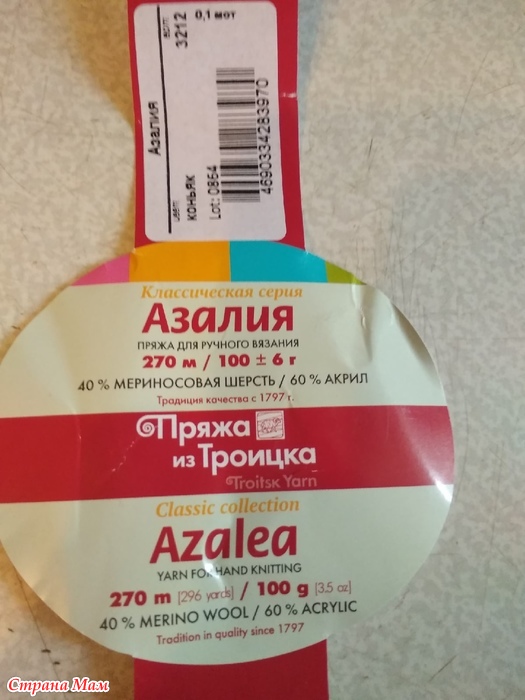 Азалия
арт: 3212
0,1 мот
цвет: коньяк
Lot: 0864
4690334283970
Классическая серия
Азалия
ПРЯЖА ДЛЯ РУЧНОГО ВЯЗАНИЯ
270 м / 100 ± 6 г
40 % МЕРИНОСОВАЯ ШЕРСТЬ / 60 % АКРИЛ
Традиция качества с 1797 г.
Пряжа
из Троицка
Troitsk Yarn
Classic collection
Azalea
YARN FOR HAND KNITTING
270 m [296 yards] / 100 g [3.5 oz]
40 % MERINO WOOL / 60 % ACRYLIC
Tradition in quality since 1797
Страна Мам